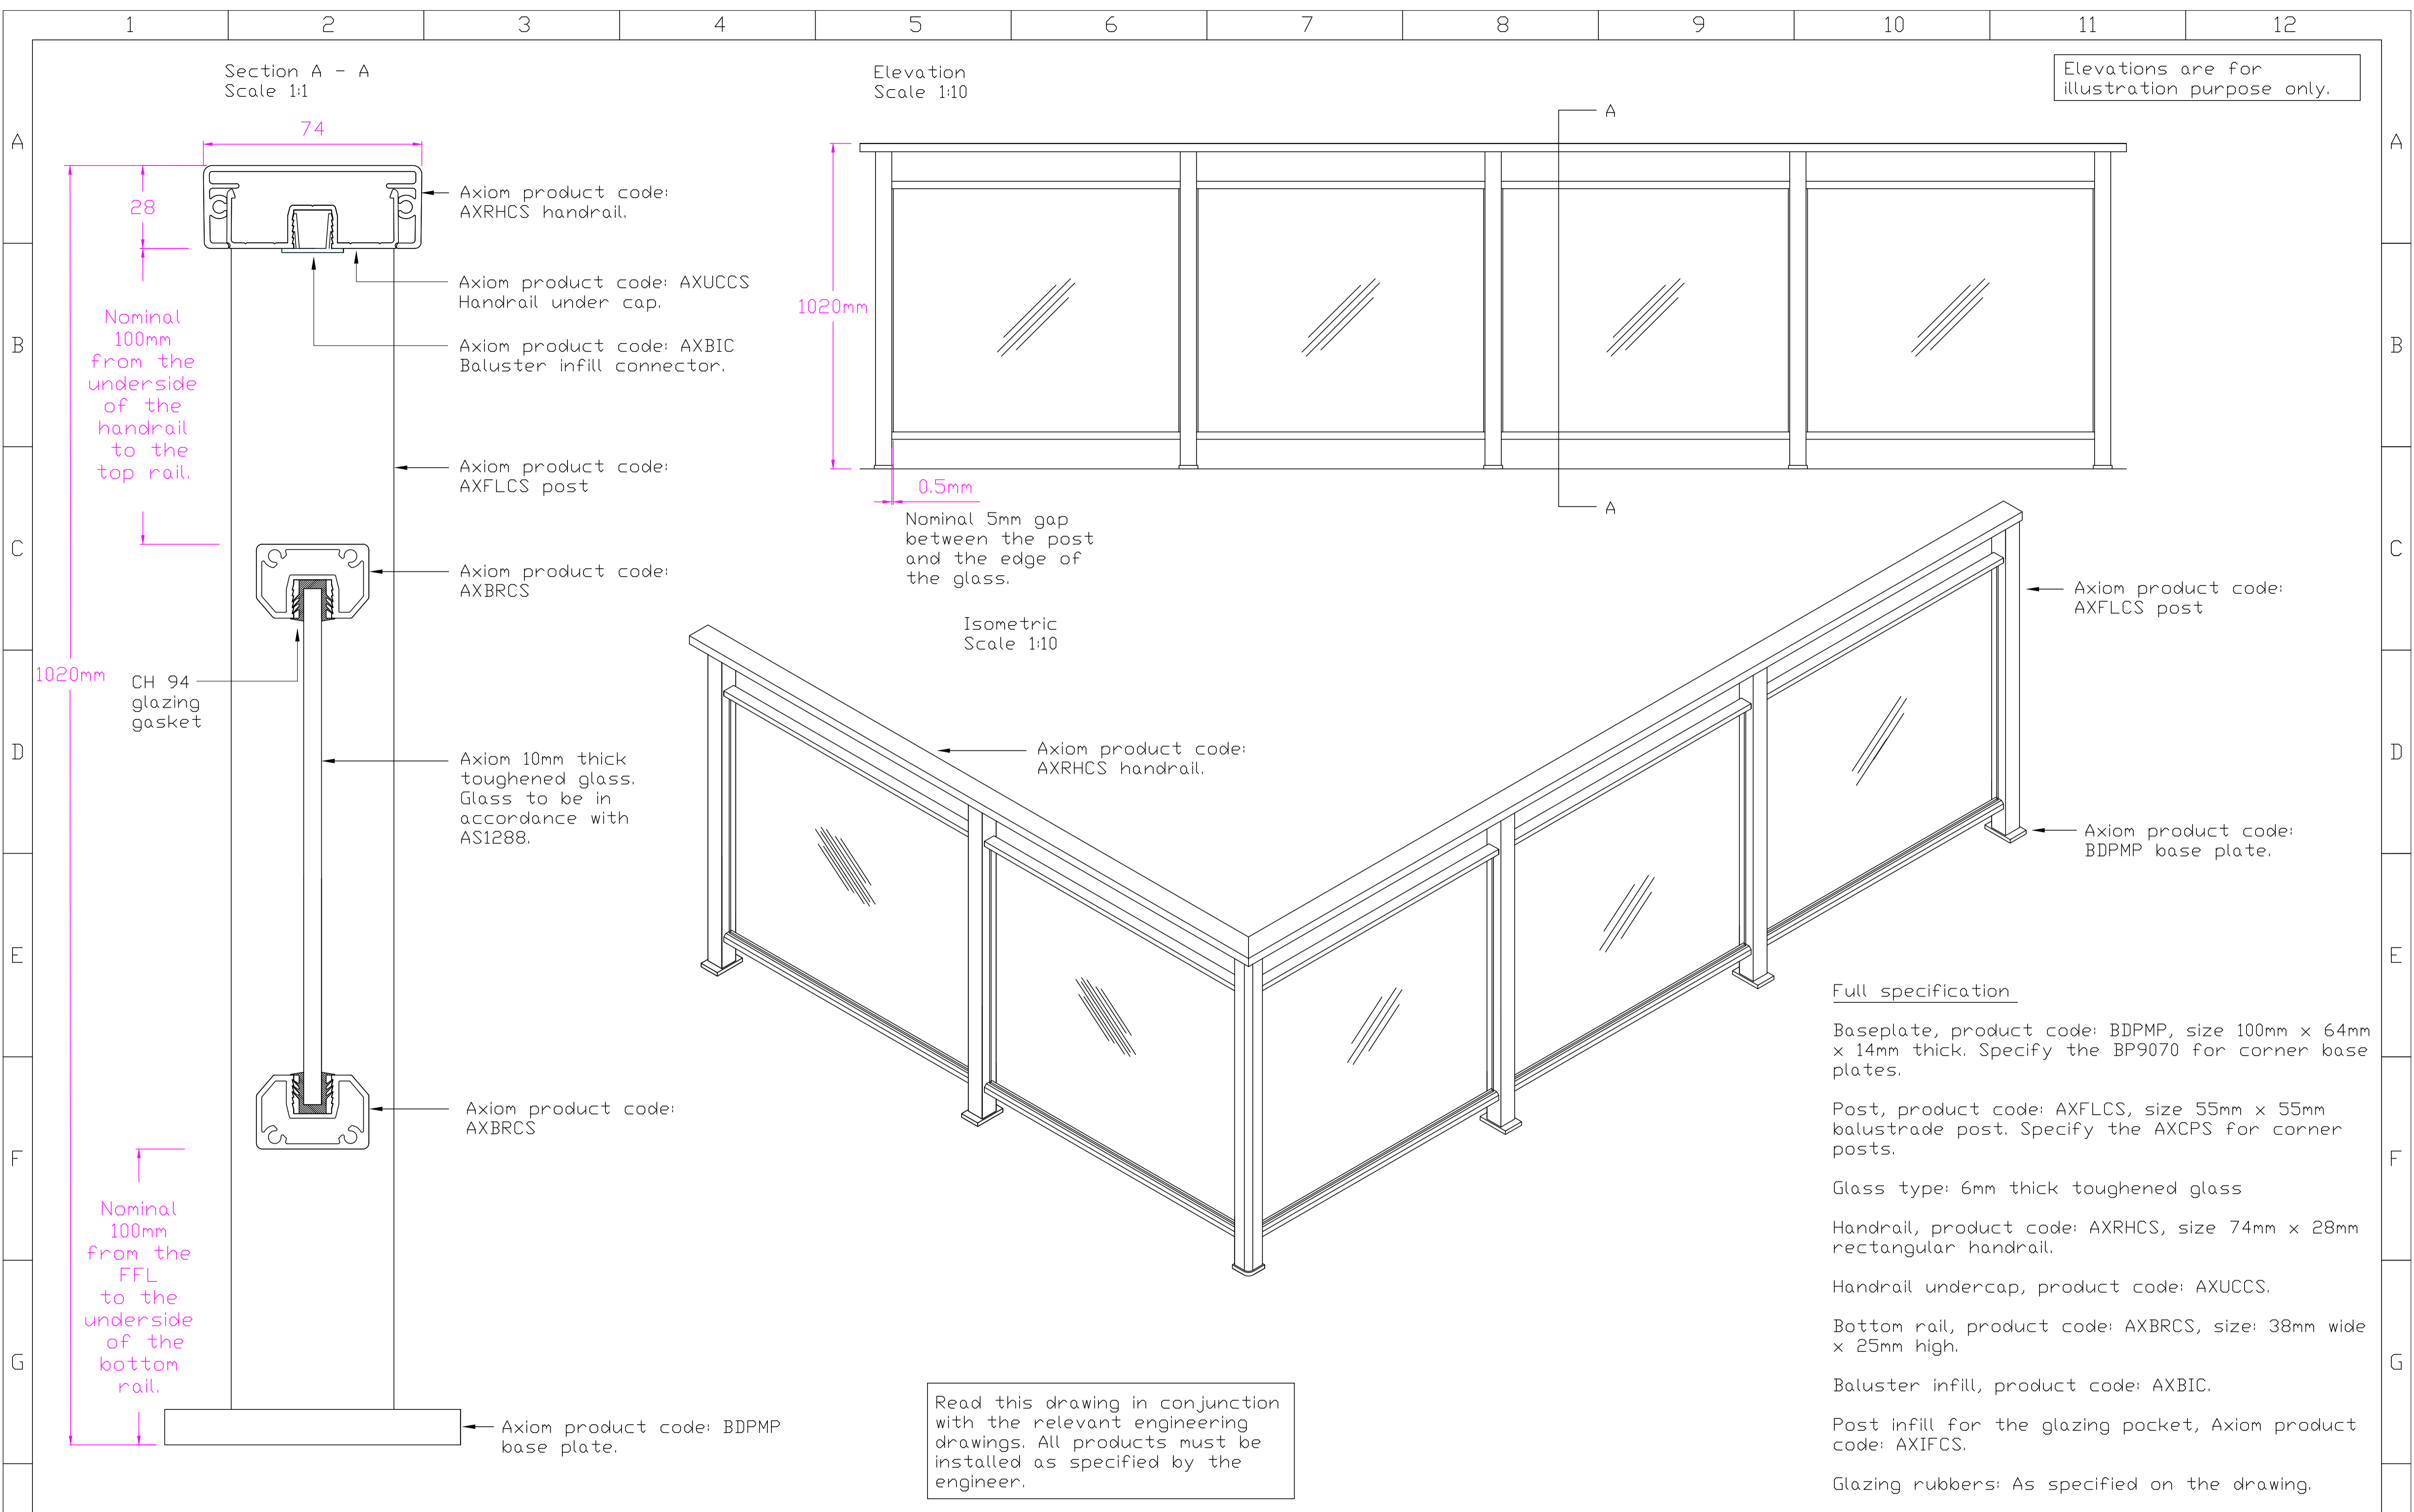 1 2 3 4 5 6 7 8 9 10 11 12
A
B
C
D
E
F
G
A
B
C
D
E
F
G
Section A - A
Scale 1:1
74
28
Nominal
100mm
from the
underside
of the
handrail
to the
top rail.
1020mm
Axiom product code:
AXRHCS handrail.
Axiom product code: AXUCCS
Handrail under cap.
Axiom product code: AXBIC
Baluster infill connector.
Axiom product code:
AXFLCS post
Axiom product code:
AXBRCS
CH 94
glazing
gasket
Axiom 10mm thick
toughened glass.
Glass to be in
accordance with
AS1288.
Axiom product code:
AXBRCS
Nominal
100mm
from the
FFL
to the
underside
of the
bottom
rail.
Axiom product code: BDPMP
base plate.
Elevation
Scale 1:10
Elevations are for
illustration purpose only.
A
1020mm
0.5mm
A
Nominal 5mm gap
between the post
and the edge of
the glass.
Isometric
Scale 1:10
Axiom product code:
AXRHCS handrail.
Axiom product code:
AXFLCS post
Axiom product code:
BDPMP base plate.
Read this drawing in conjunction
with the relevant engineering
drawings. All products must be
installed as specified by the
engineer.
Full specification
Baseplate, product code: BDPMP, size 100mm x 64mm
x 14mm thick. Specify the BP9070 for corner base
plates.
Post, product code: AXFLCS, size 55mm x 55mm
balustrade post. Specify the AXCPS for corner
posts.
Glass type: 6mm thick toughened glass
Handrail, product code: AXRHCS, size 74mm x 28mm
rectangular handrail.
Handrail undercap, product code: AXUCCS.
Bottom rail, product code: AXBRCS, size: 38mm wide
x 25mm high.
Baluster infill, product code: AXBIC.
Post infill for the glazing pocket, Axiom product
code: AXIFCS.
Glazing rubbers: As specified on the drawing.